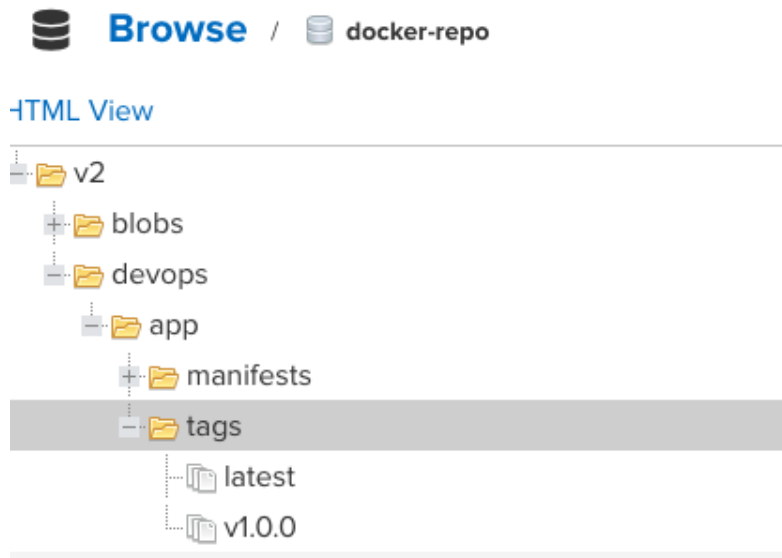 Browse / docker-repo
HTML View
v2
blobs
devops
app
manifests
tags
latest
v1.0.0